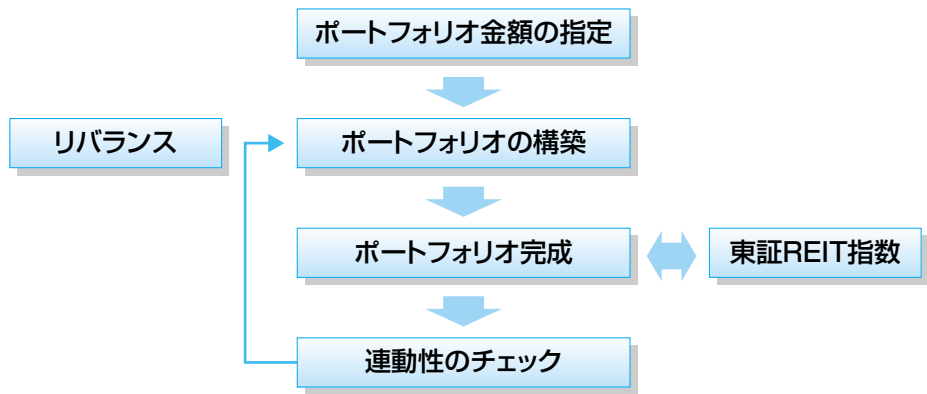 ポートフォリオ金額の指定
リバランス
ポートフォリオの構築
ポートフォリオ完成
東証REIT指数
連動性のチェック